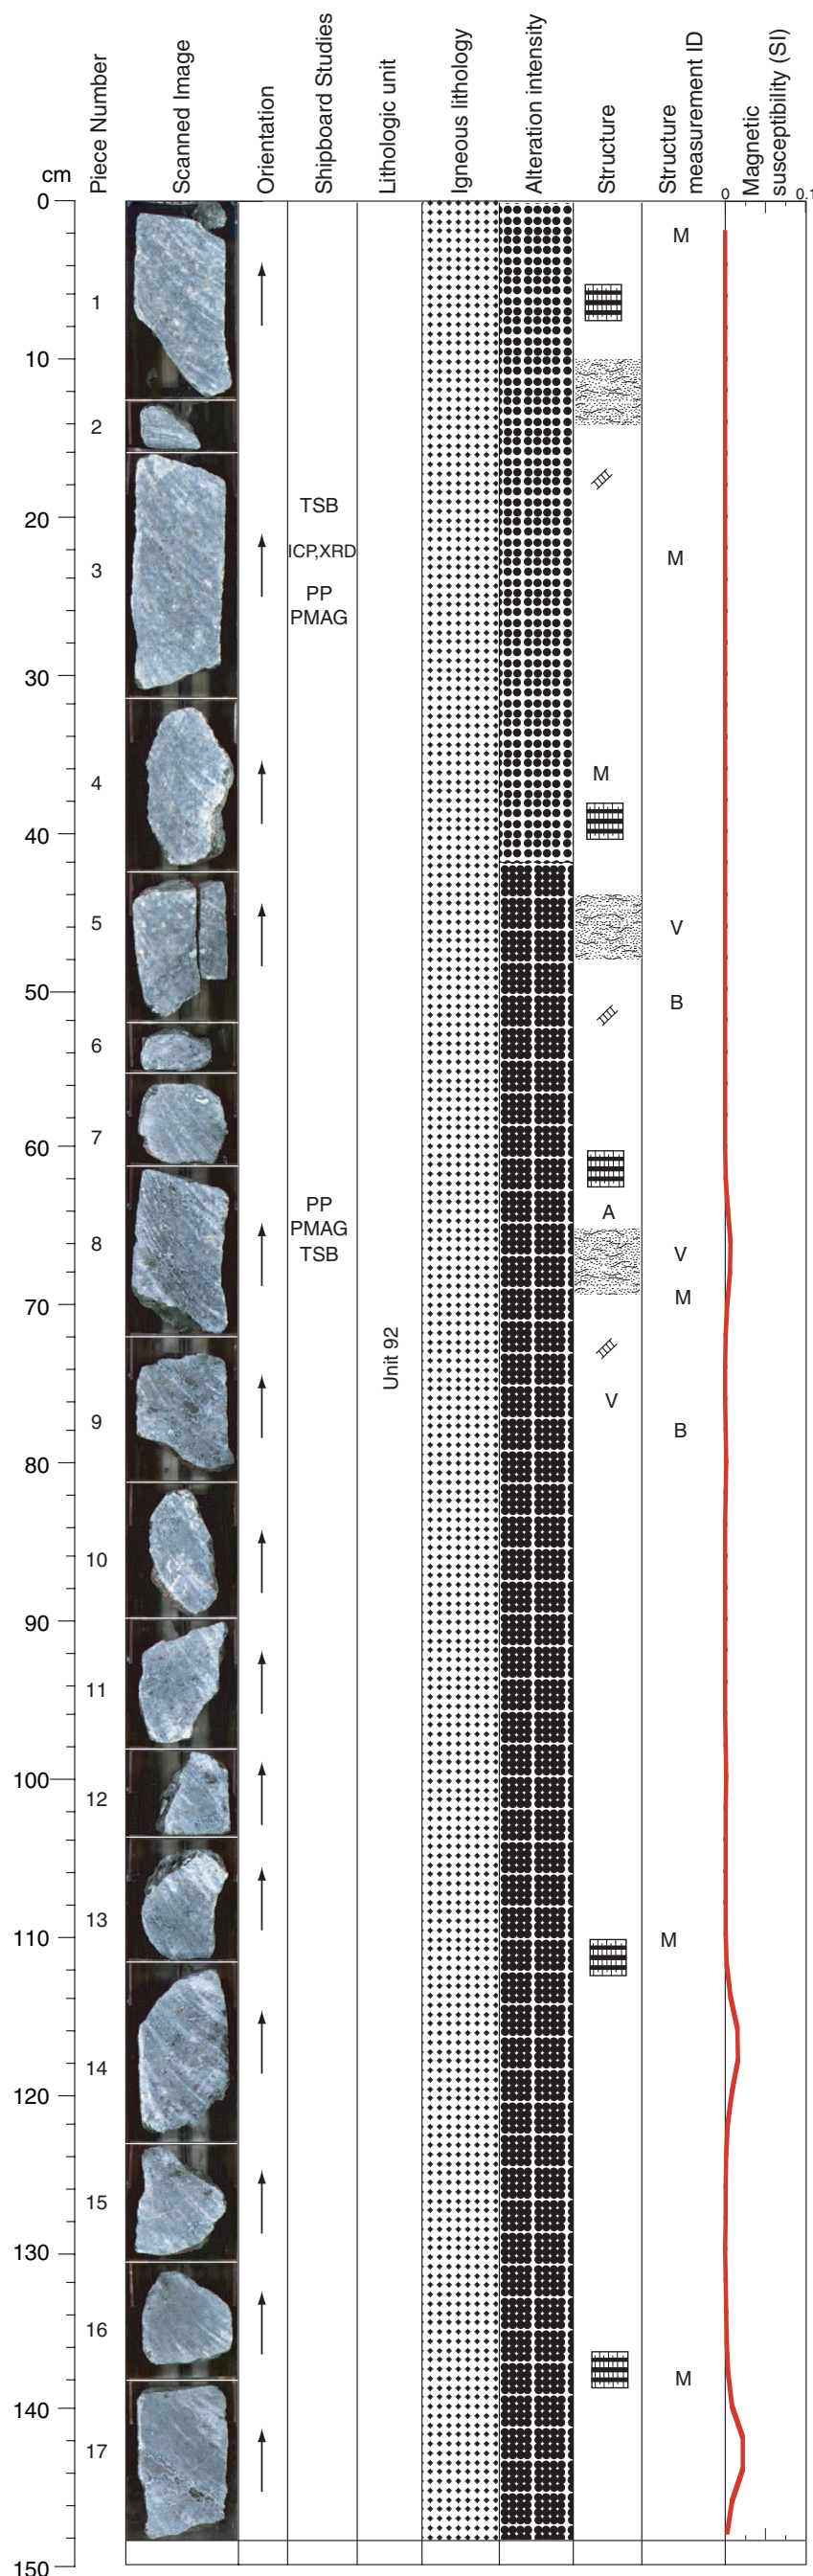 cm
Piece Number
Scanned Image
Orientation
Shipboard Studies
Lithologic unit
Igneous lithology
Alteration intensity
Structure
Structure
measurement ID
Magnetic
susceptibility (SI)
0
0.1
0
M
1
10
2
TSB
20
ICP,XRD
M
3
PP
PMAG
30
M
4
40
5
V
50
B
6
7
60
PP
A
PMAG
8
TSB
V
M
70
Unit 92
V
9
B
80
10
90
11
100
12
13
110
M
14
120
15
130
16
M
140
17
150